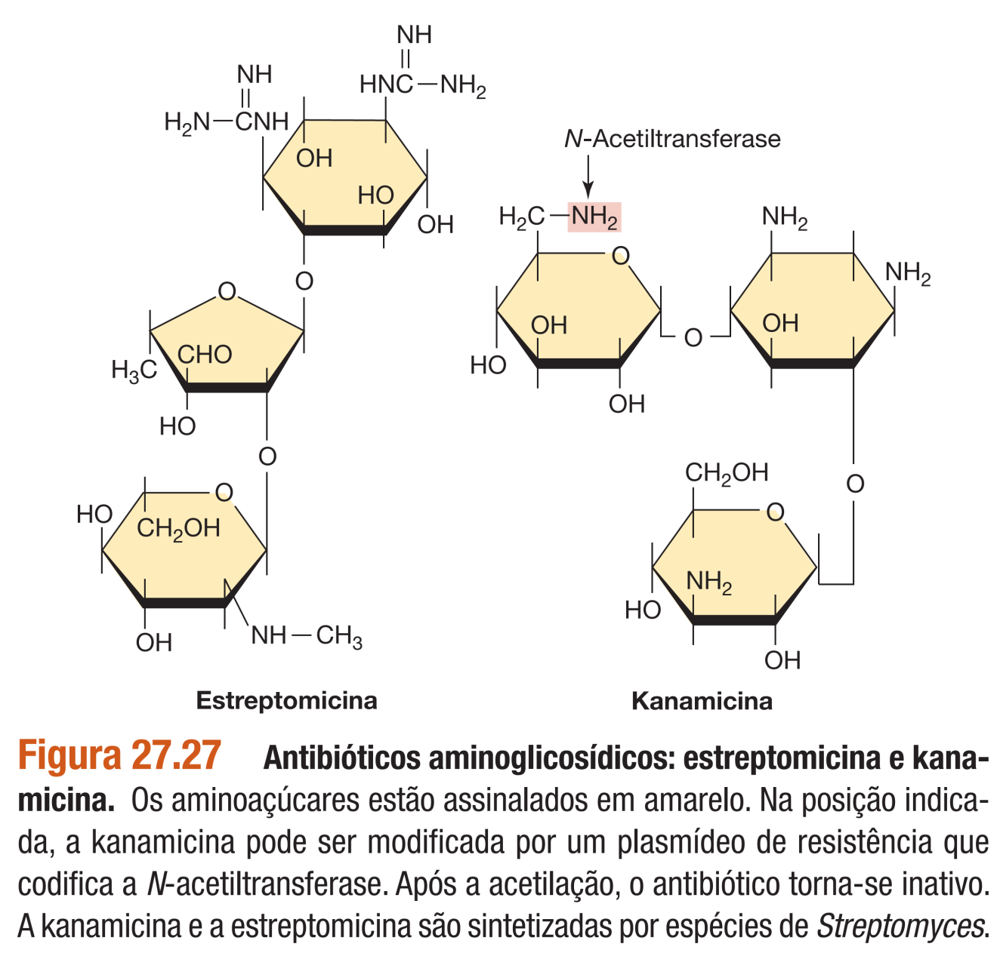 NH
NH
HNC—NH2
H2N—CNH
OH
HO
OH
O
O
CHO
H3C
HO
O
HO
O
CH2OH
OH
NH—CH3
Estreptomicina
N-Acetiltransferase
H2C—NH2
NH2
O
NH2
OH
OH
O
HO
OH
CH2OH
O
O
NH2
HO
OH
Kanamicina
Figura 27.27 Antibióticos aminoglicosídicos: estreptomicina e kana-
micina. Os aminoaçúcares estão assinalados em amarelo. Na posição indica-
da, a kanamicina pode ser modificada por um plasmídeo de resistência que
codifica a N-acetiltransferase. Após a acetilação, o antibiótico torna-se inativo.
A kanamicina e a estreptomicina são sintetizadas por espécies de Streptomyces.